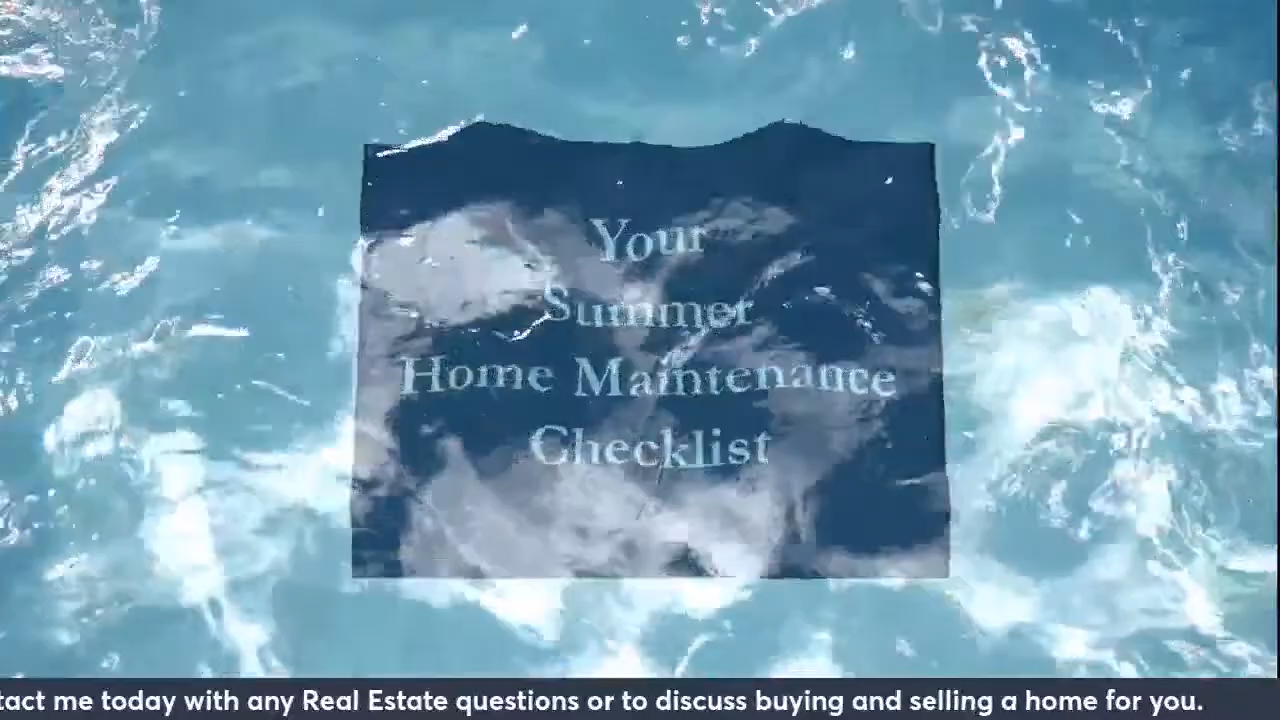 Your
Summer
Home Maintenance
Checklist
tact me today with any Real Estate questions or to discuss buying and selling a home for you.